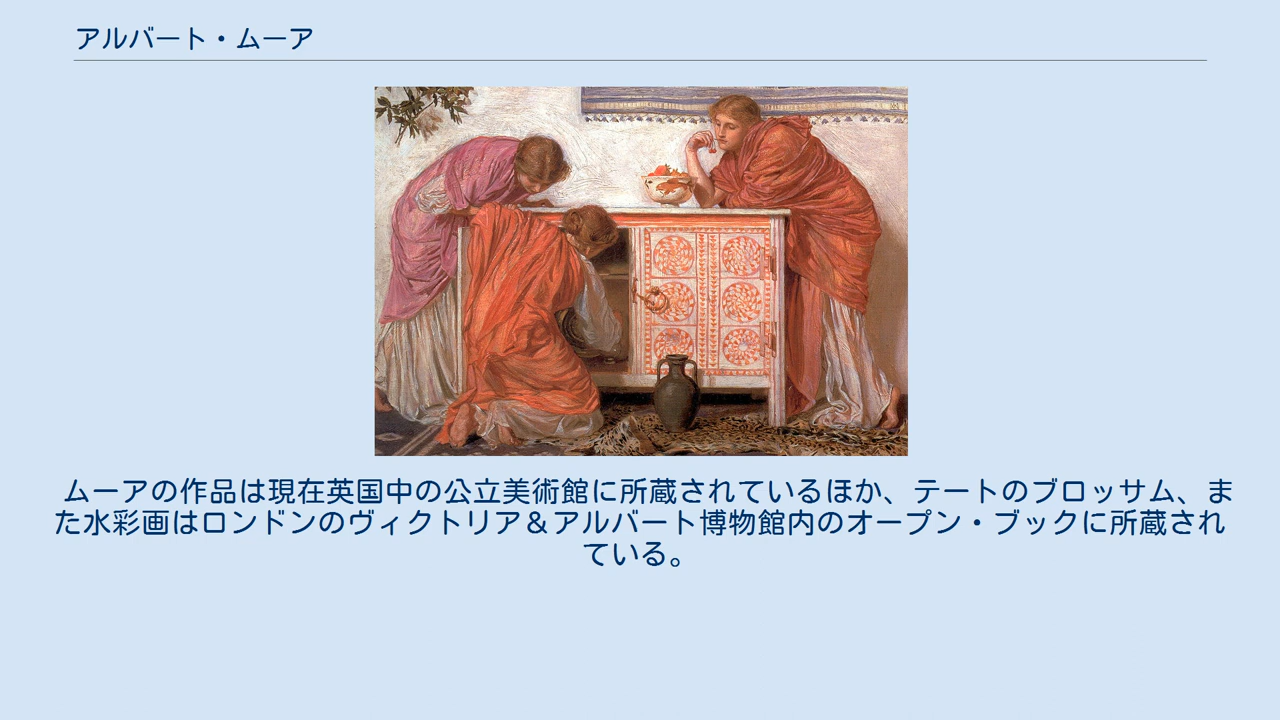 アルバート・ムーア
ムーアの作品は現在英国中の公立美術館に所蔵されているほか、テートのブロッサム、ま
た水彩画はロンドンのヴィクトリア＆アルバート博物館内のオープン・ブックに所蔵され
ている。